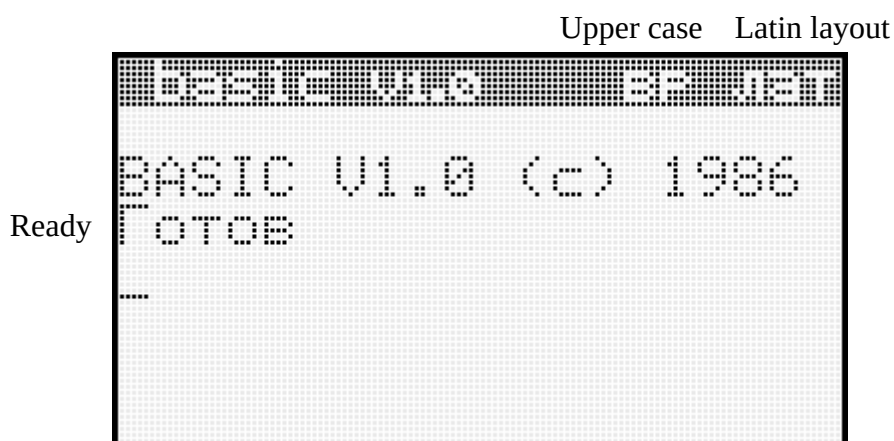 Upper case Latin layout
basic v1.0 ВР ЛАТ
BASIC V1.0 (c) 1986
Ready
Готов
_